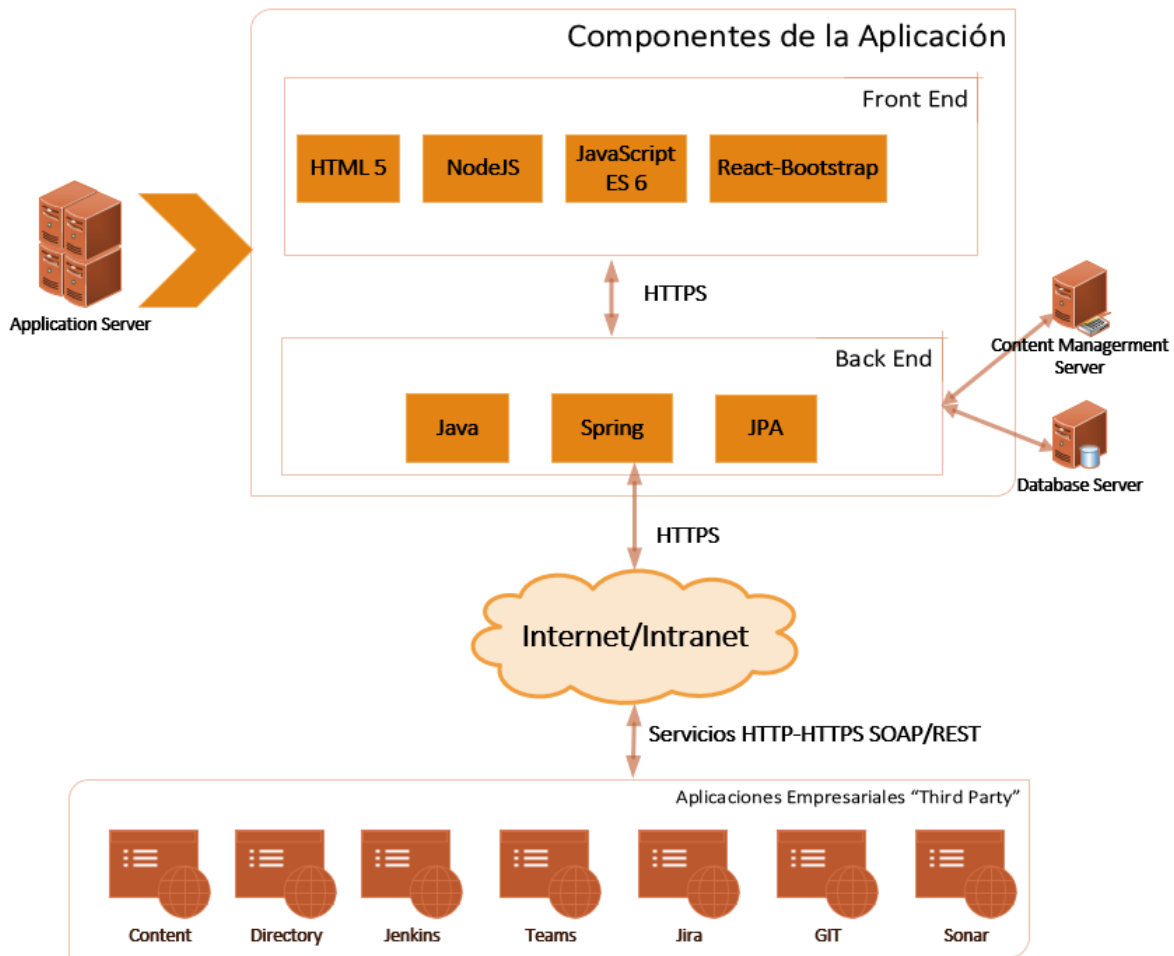 Componentes de la Aplicación
Front End
HTML 5
NodeJS
JavaScript
ES 6
React-Bootstrap
Application Server
HTTPS
Content Managerment
Server
Back End
Java
Spring
JPA
Database Server
HTTPS
Internet/Intranet
Servicios HTTP-HTTPS SOAP/REST
Aplicaciones Empresariales “Third Party”
Content
Directory
Jenkins
Teams
Jira
GIT
Sonar